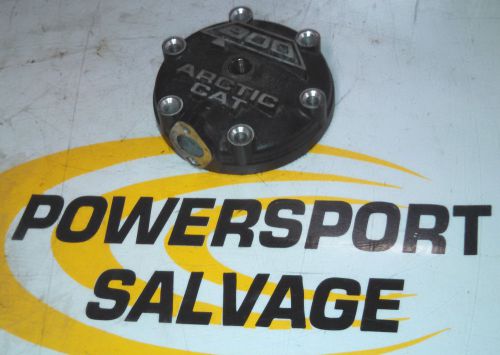 900
ARCTIC
CAT
POWERSPORT
SALVAGE